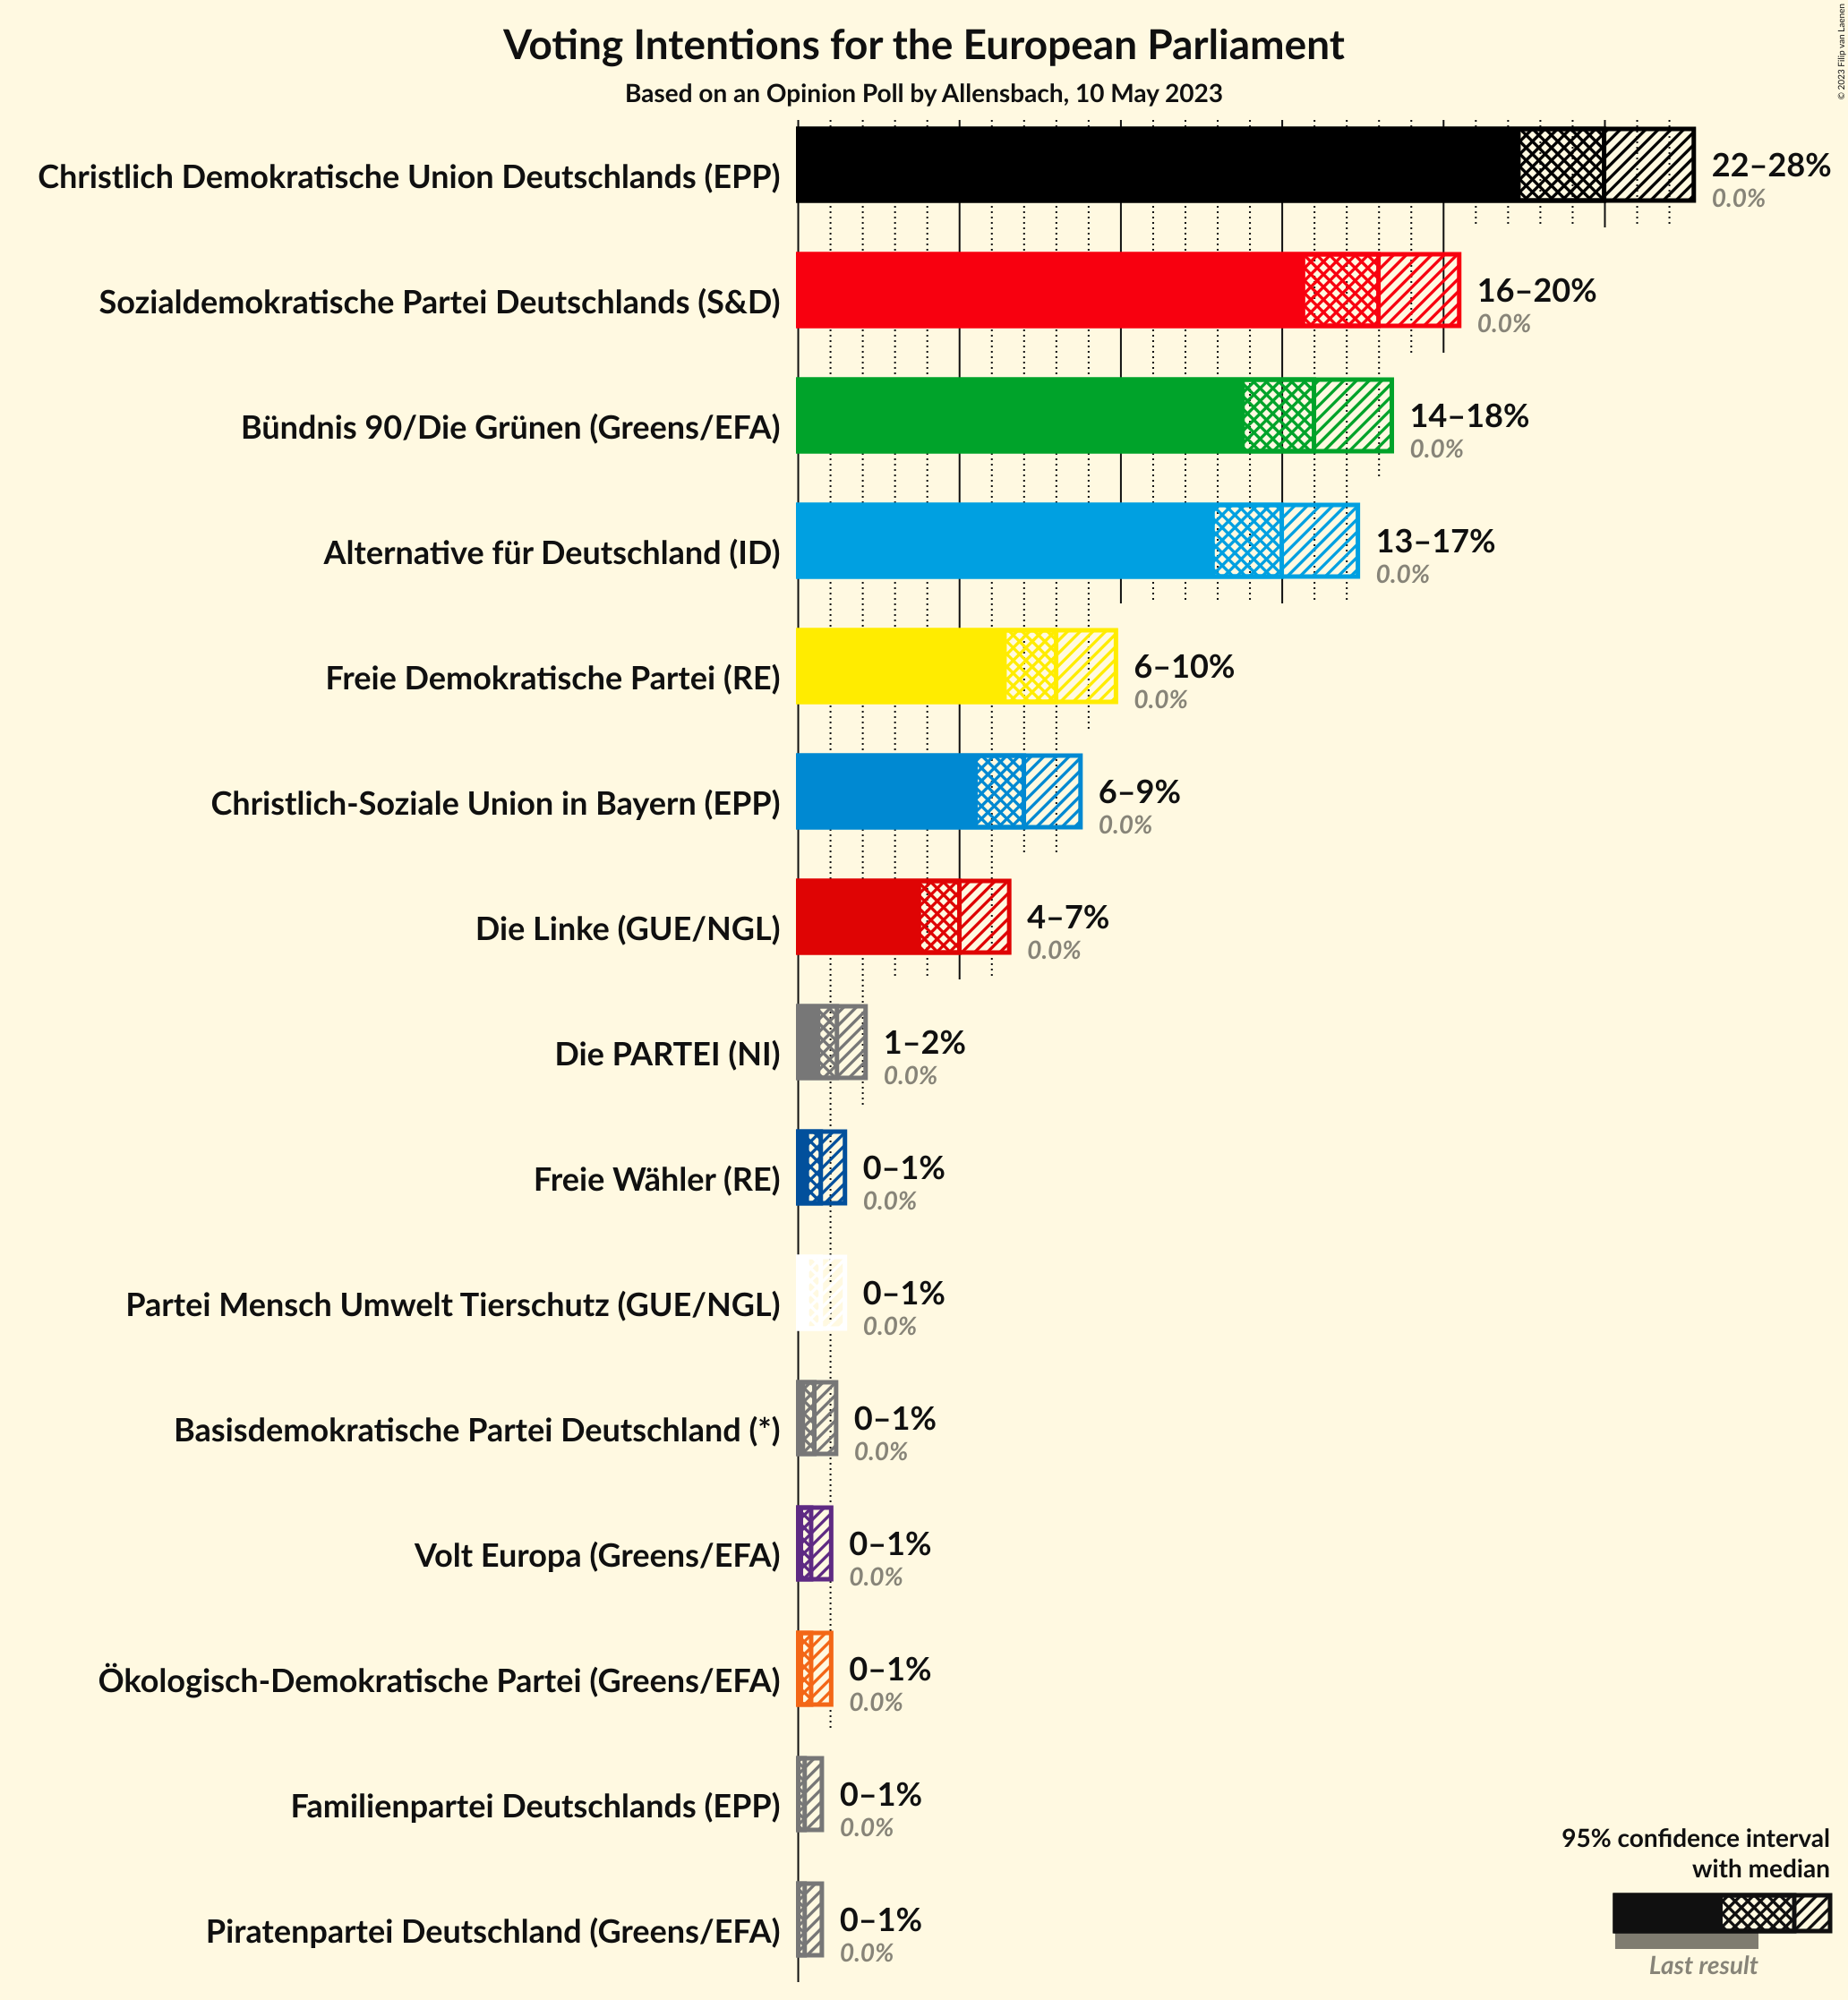 Voting Intentions for the European Parliament
Based on an Opinion Poll by Allensbach, 10 May 2023
© 2023 Filip van Laenen
Christlich Demokratische Union Deutschlands (EPP)
22–28%
0.0%
Sozialdemokratische Partei Deutschlands (S&D)
16–20%
0.0%
Bündnis 90/Die Grünen (Greens/EFA)
14–18%
0.0%
Alternative für Deutschland (ID)
13–17%
0.0%
Freie Demokratische Partei (RE)
6–10%
0.0%
Christlich-Soziale Union in Bayern (EPP)
6–9%
0.0%
Die Linke (GUE/NGL)
4–7%
0.0%
Die PARTEI (NI)
1–2%
0.0%
Freie Wähler (RE)
0–1%
0.0%
Partei Mensch Umwelt Tierschutz (GUE/NGL)
0–1%
0.0%
Basisdemokratische Partei Deutschland (*)
0–1%
0.0%
Volt Europa (Greens/EFA)
0–1%
0.0%
Ökologisch-Demokratische Partei (Greens/EFA)
0–1%
0.0%
Familienpartei Deutschlands (EPP)
0–1%
0.0%
Piratenpartei Deutschland (Greens/EFA)
0–1%
0.0%
95% confidence interval
with median
Last result